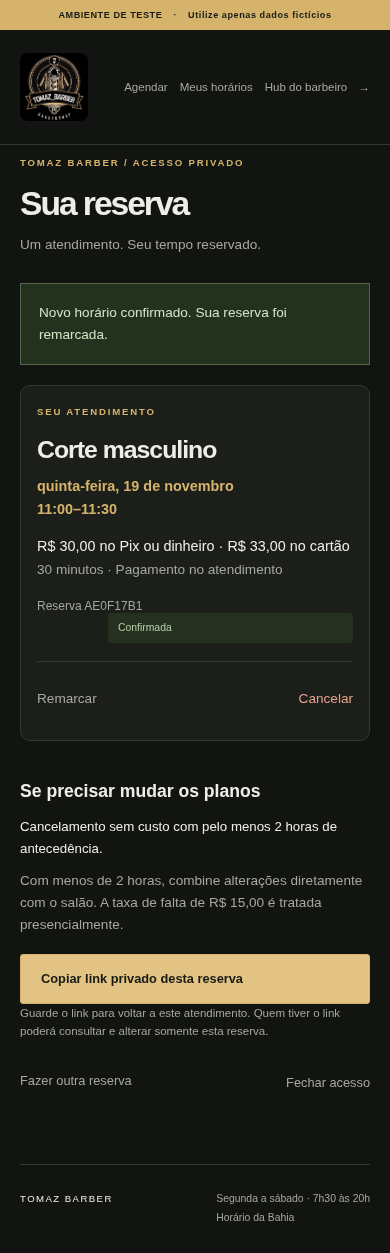 AMBIENTE DE TESTE · Utilize apenas dados fictícios
TOMAZ_BARBER
BARBERSHOP
Agendar Meus horários Hub do barbeiro →
TOMAZ BARBER / ACESSO PRIVADO
Sua reserva
Um atendimento. Seu tempo reservado.
Novo horário confirmado. Sua reserva foi
remarcada.
SEU ATENDIMENTO
Corte masculino
quinta-feira, 19 de novembro
11:00–11:30
R$ 30,00 no Pix ou dinheiro · R$ 33,00 no cartão
30 minutos · Pagamento no atendimento
Reserva AE0F17B1
Confirmada
Remarcar Cancelar
Se precisar mudar os planos
Cancelamento sem custo com pelo menos 2 horas de
antecedência.
Com menos de 2 horas, combine alterações diretamente
com o salão. A taxa de falta de R$ 15,00 é tratada
presencialmente.
Copiar link privado desta reserva
Guarde o link para voltar a este atendimento. Quem tiver o link
poderá consultar e alterar somente esta reserva.
Fazer outra reserva Fechar acesso
TOMAZ BARBER
Segunda a sábado · 7h30 às 20h
Horário da Bahia